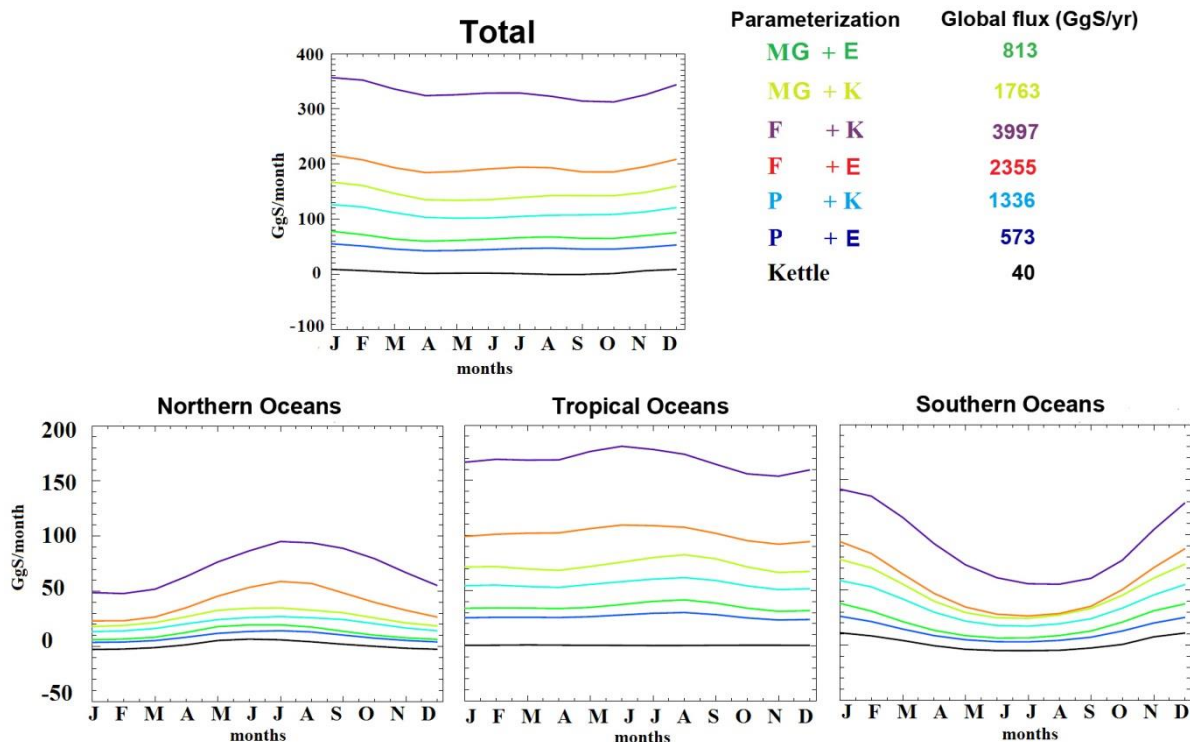 Total
400
300
200
100
0
-100
GgS/month
J F M A M J J A S O N D
months
Parameterization Global flux (GgS/yr)
MG + E 813
MG + K 1763
F + K 3997
F + E 2355
P + K 1336
P + E 573
Kettle 40
Northern Oceans
200
150
100
50
0
-50
GgS/month
J F M A M J J A S O N D
months
Tropical Oceans
J F M A M J J A S O N D
months
Southern Oceans
J F M A M J J A S O N D
months